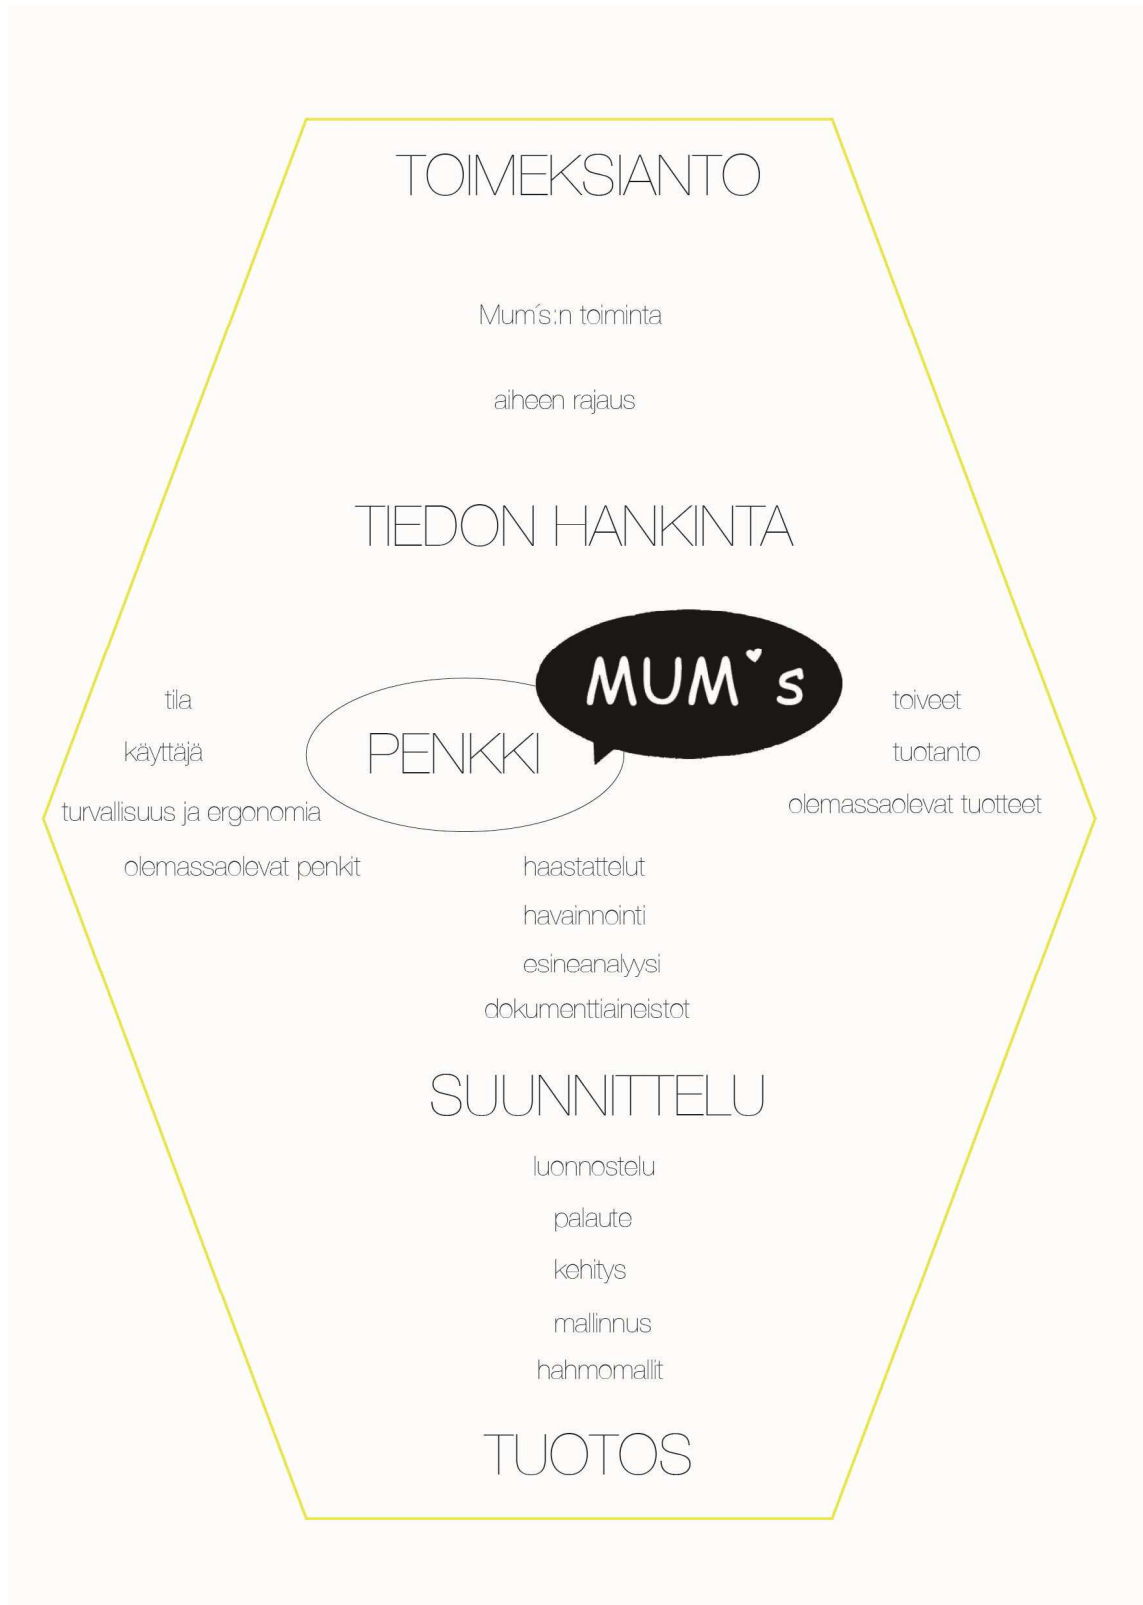 TOIMEKSIANTO
Mum´s:n toiminta
aiheen rajaus
TIEDON HANKINTA
MUM's
PENKKI
tila
käyttäjä
turvallisuus ja ergonomia
olemassaolevat penkit
toiveet
tuotanto
olemassaolevat tuotteet
haastattelut
havainnointi
esineanalyysi
dokumenttiaineistot
SUUNNITTELU
luonnostelu
palaute
kehitys
mallinnus
hahmomallit
TUOTOS